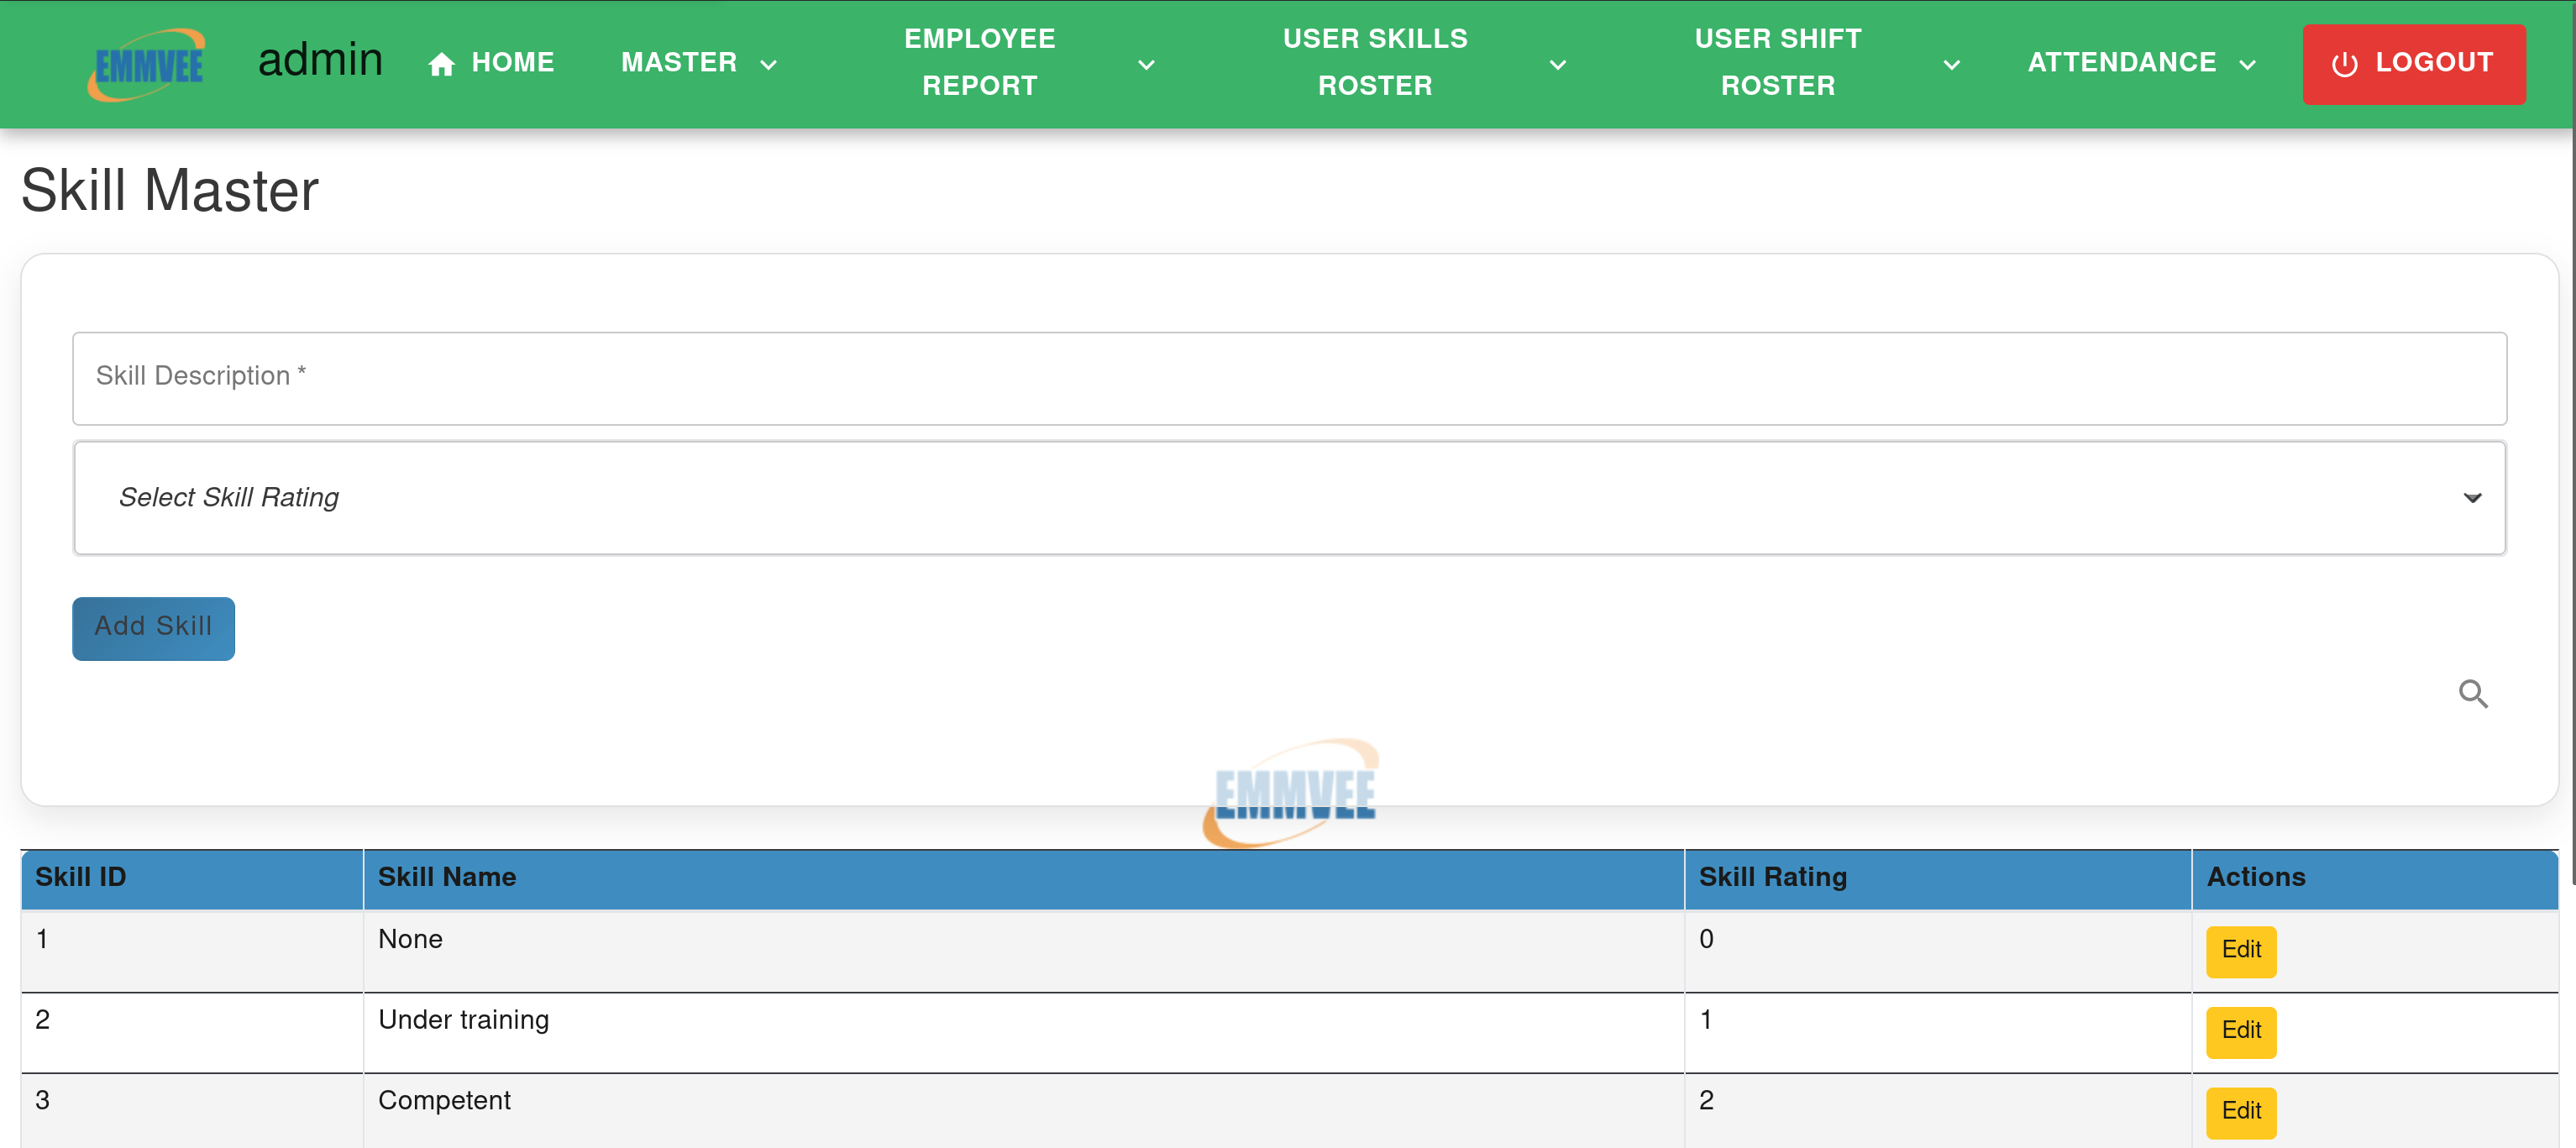 EMMVEE
admin
HOME
MASTER
EMPLOYEE
REPORT
USER SKILLS
ROSTER
USER SHIFT
ROSTER
ATTENDANCE
LOGOUT
Skill Master
Skill Description *
Select Skill Rating
Add Skill
EMMVEE
Skill ID Skill Name Skill Rating Actions
1 None 0 Edit
2 Under training 1 Edit
3 Competent 2 Edit